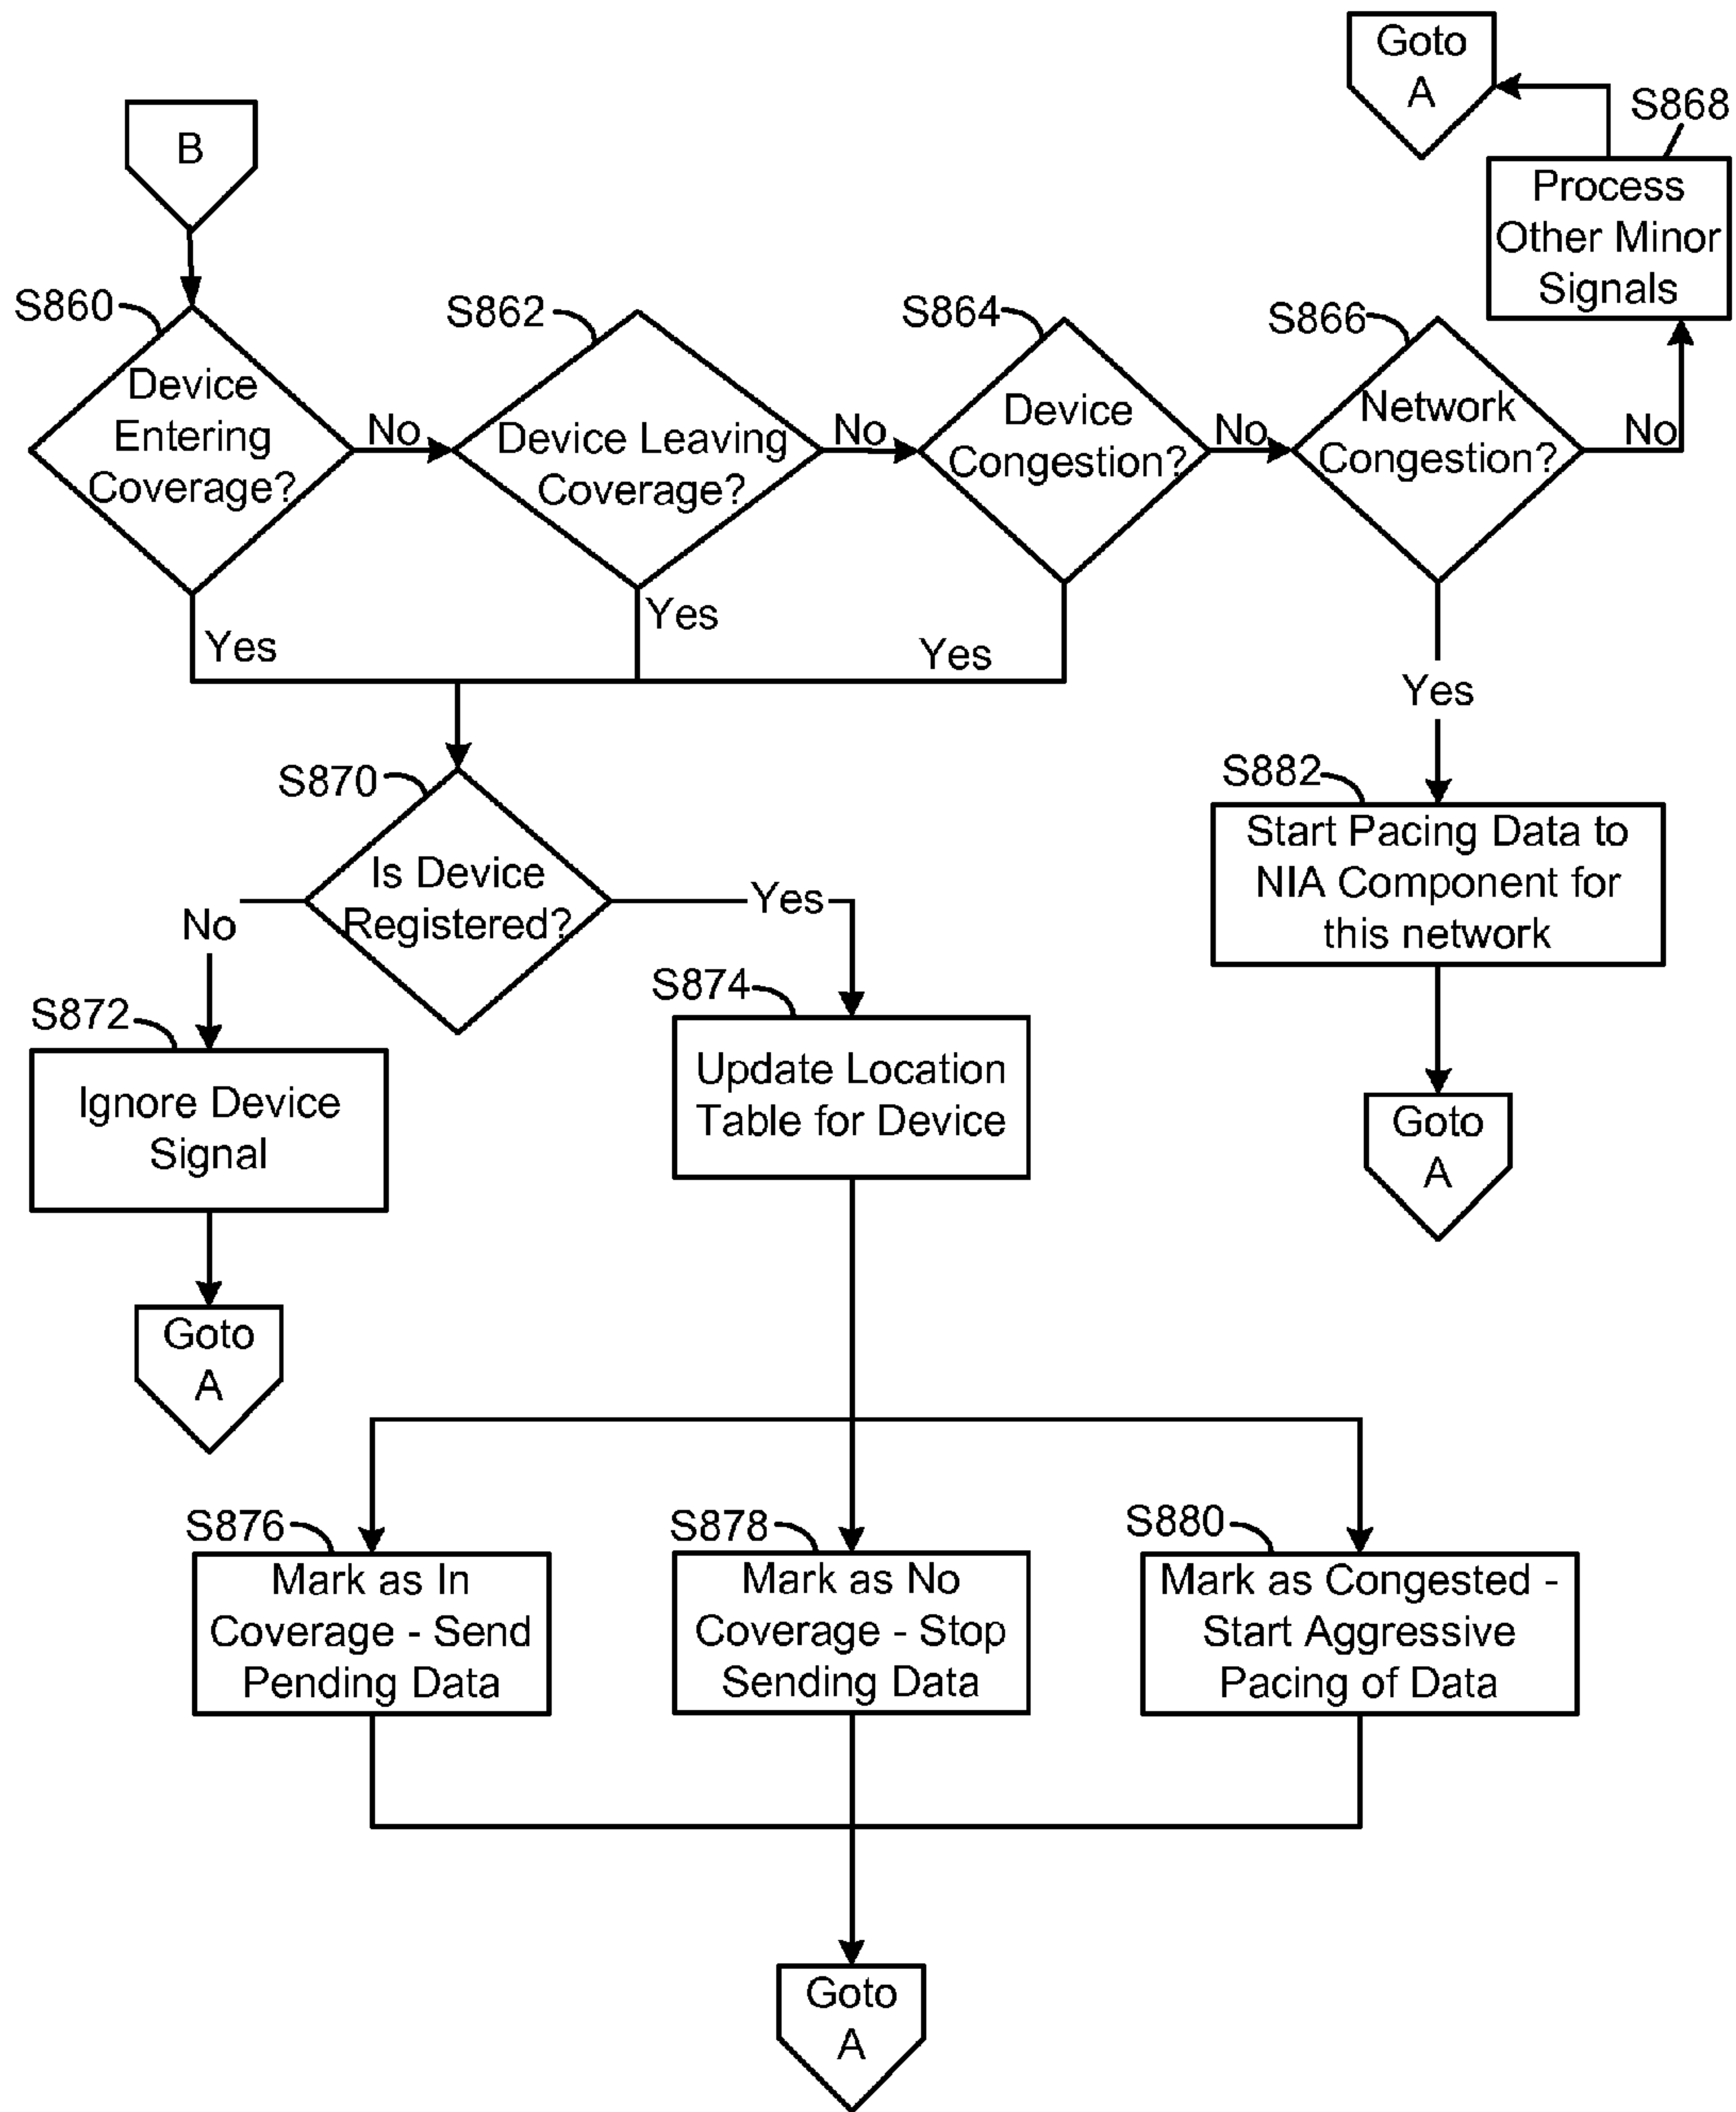 Goto
A
S868
B
Process
Other Minor
Signals
S860
S862
S864
S866
Device
Entering
Coverage?
No
Device Leaving
Coverage?
No
Device
Congestion?
No
Network
Congestion?
No
Yes
Yes
Yes
Yes
S870
S882
Is Device
Registered?
Start Pacing Data to
NIA Component for
this network
No
Yes
S872
S874
Ignore Device
Signal
Update Location
Table for Device
Goto
A
Goto
A
S876
S878
S880
Mark as In
Coverage - Send
Pending Data
Mark as No
Coverage - Stop
Sending Data
Mark as Congested -
Start Aggressive
Pacing of Data
Goto
A